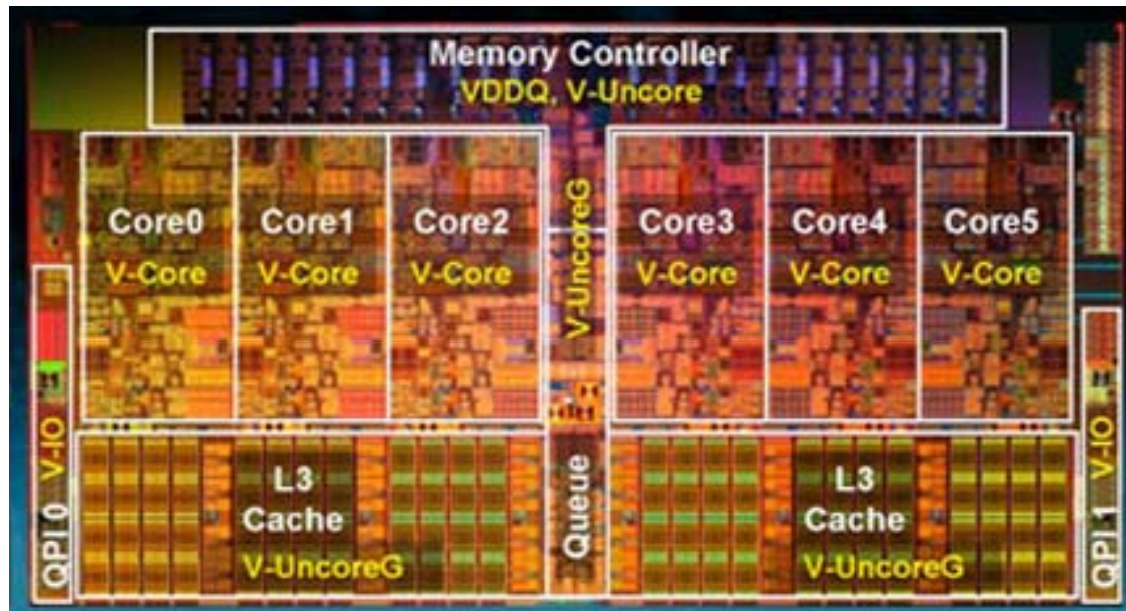 Memory Controller
VDDQ, V-Uncore
Core0
V-Core
Core1
V-Core
Core2
V-Core
V-UncoreG
Core3
V-Core
Core4
V-Core
Core5
V-Core
QPI 0 V-IO
L3
Cache
V-UncoreG
Queue
L3
Cache
V-UncoreG
QPI 1 V-IO